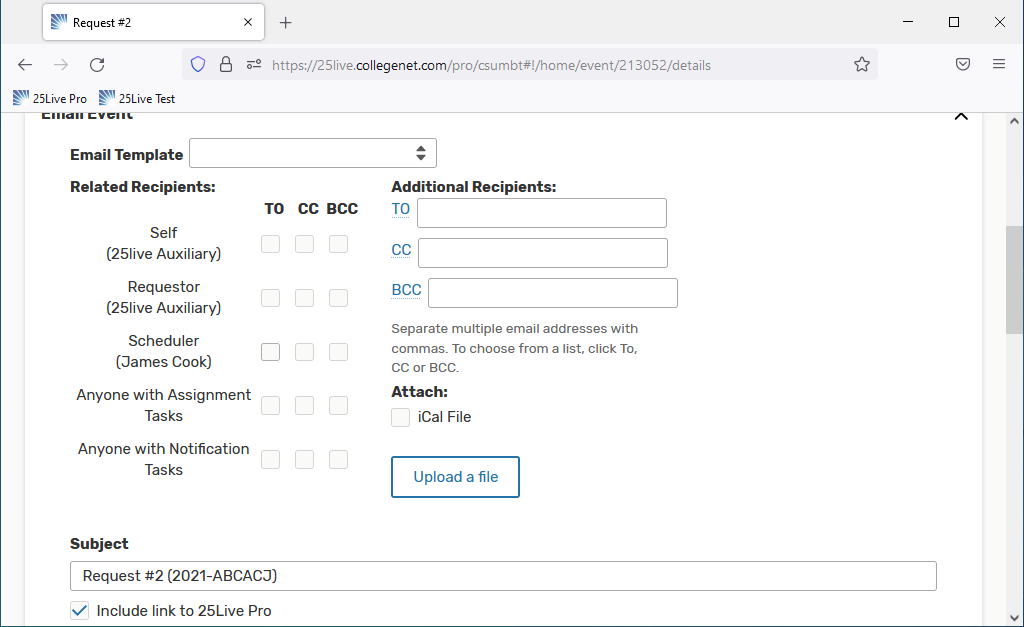 Request #2
https://25live.collegenet.com/pro/csumbt#!/home/event/213052/details
25Live Pro 25Live Test
Email Event
Email Template
Related Recipients:
TO CC BCC
Self
(25live Auxiliary)
Requestor
(25live Auxiliary)
Scheduler
(James Cook)
Anyone with Assignment
Tasks
Anyone with Notification
Tasks
Additional Recipients:
TO
CC
BCC
Separate multiple email addresses with
commas. To choose from a list, click To,
CC or BCC.
Attach:
iCal File
Upload a file
Subject
Request #2 (2021-ABCACJ)
Include link to 25Live Pro